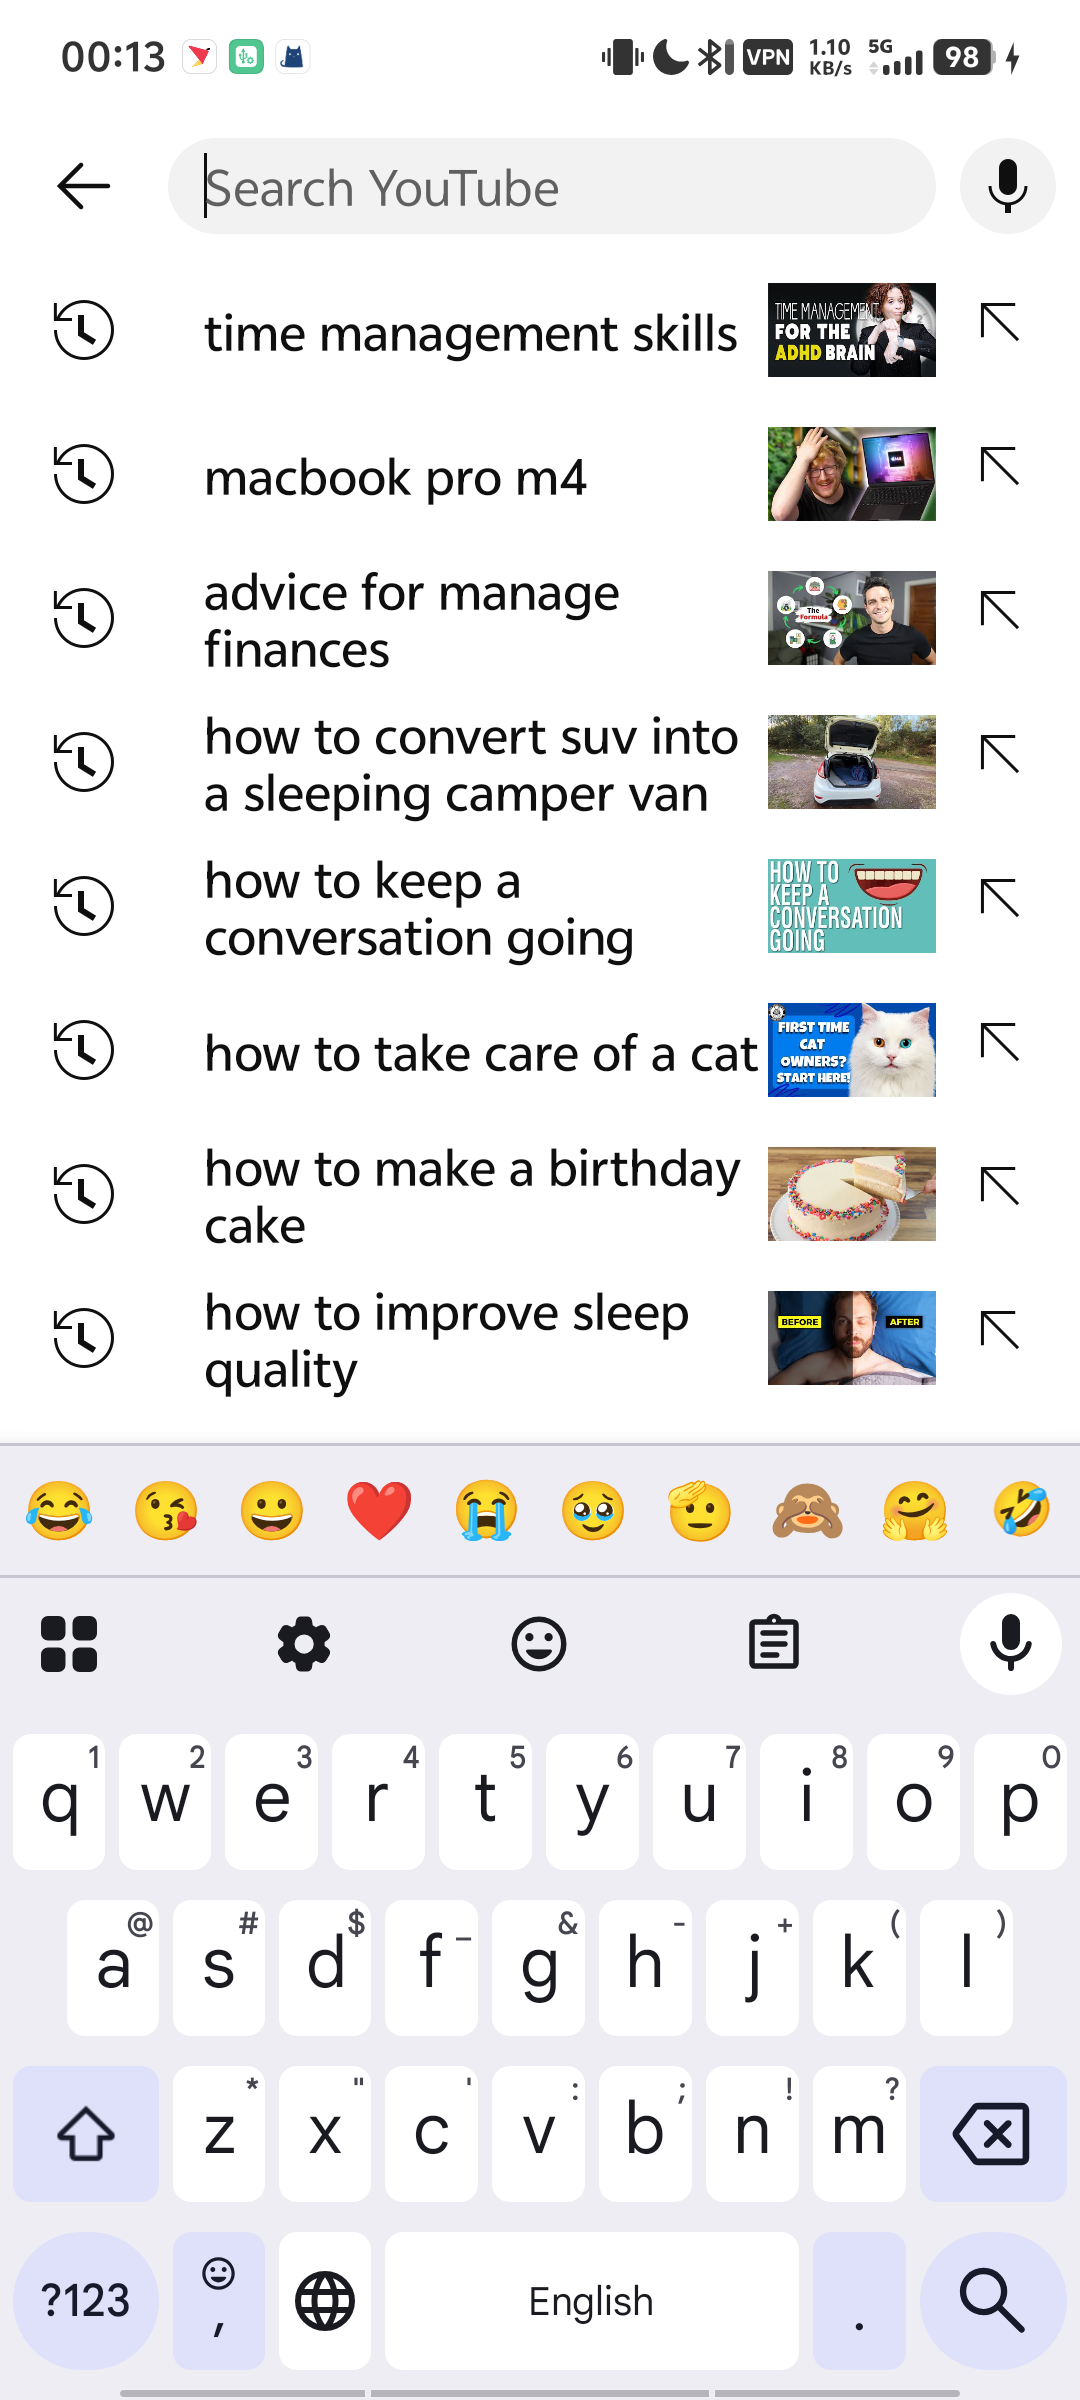 00:13
VPN
1.10
KB/s
5G
98
Search YouTube
time management skills
TIME MANAGEMENT
FOR THE
ADHD BRAIN
macbook pro m4
advice for manage
finances
The
Formula
how to convert suv into
a sleeping camper van
how to keep a
conversation going
HOW TO
KEEP A
CONVERSATION
GOING
how to take care of a cat
FIRST TIME
CAT
OWNERS?
START HERE!
how to make a birthday
cake
how to improve sleep
quality
BEFORE
AFTER
1 2 3 4 5 6 7 8 9 0
q w e r t y u i o p
@ # $ _ & - + ( )
a s d f g h j k l
* " ' : ; ! ?
z x c v b n m
?123 , English .